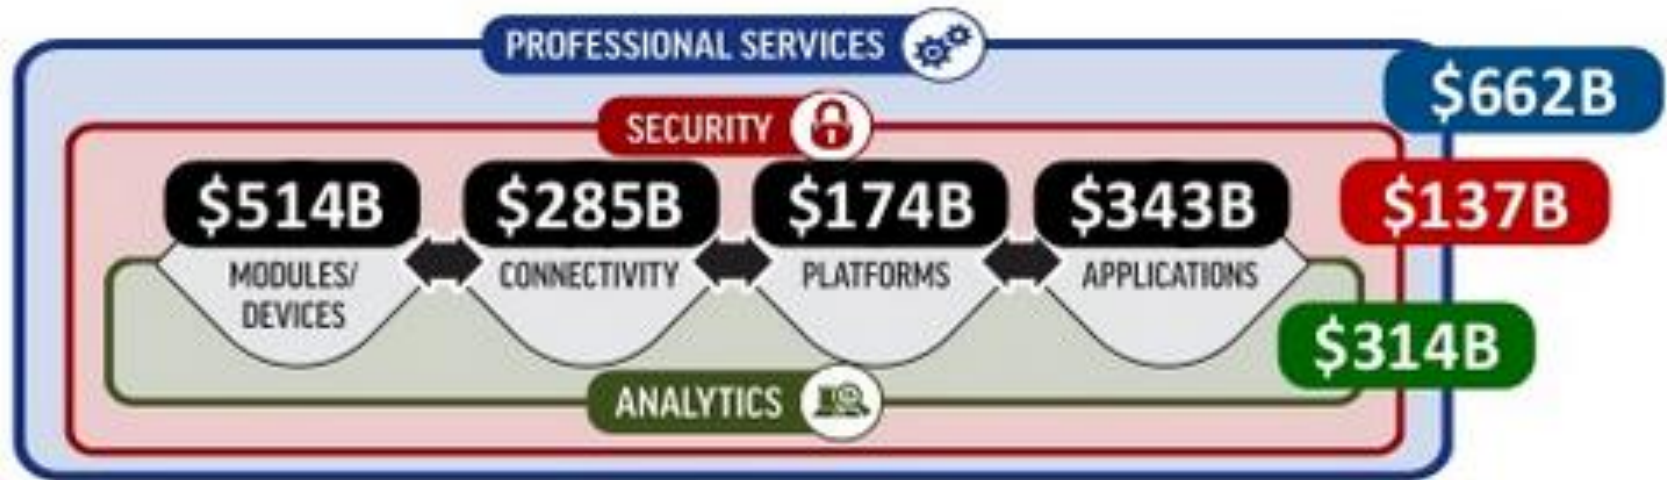 PROFESSIONAL SERVICES
$662B
SECURITY
$514B
$285B
$174B
$343B
$137B
MODULES/
DEVICES
CONNECTIVITY
PLATFORMS
APPLICATIONS
$314B
ANALYTICS